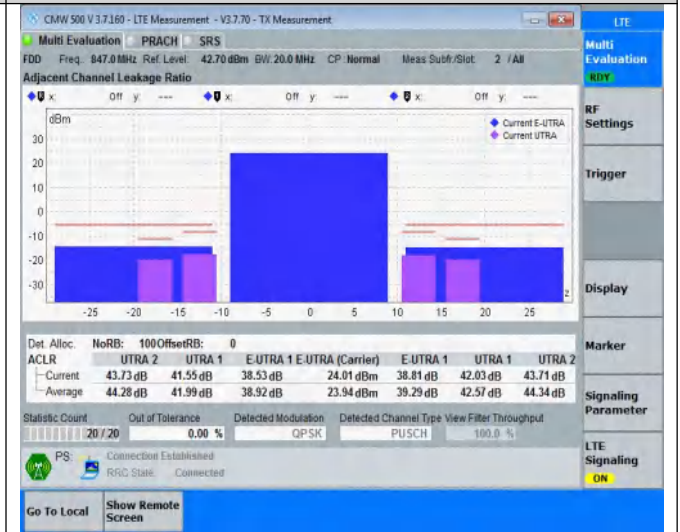 CMW 500 V 3.7.160 - LTE Measurement - V3.7.70 - TX Measurement
LTE
Multi Evaluation PRACH SRS
Multi Evaluation
RDY
FDD Freq.: 847.0 MHz Ref. Level: 42.70 dBm BW: 20.0 MHz CP: Normal Meas Subfr./Slot: 2 / All
Adjacent Channel Leakage Ratio
x: Off y: --- x: Off y: --- x: Off y: ---
RF Settings
dBm
Current E-UTRA
Current UTRA
30
20
10
0
-10
-20
-30
Trigger
2
-25 -20 -15 -10 -5 0 5 10 15 20 25
Display
Det. Alloc. NoRB: 100 OffsetRB: 0
Marker
ACLR UTRA 2 UTRA 1 E-UTRA 1 E-UTRA (Carrier) E-UTRA 1 UTRA 1 UTRA 2
Current 43.73 dB 41.55 dB 38.53 dB 24.01 dBm 38.81 dB 42.03 dB 43.71 dB
Average 44.28 dB 41.99 dB 38.92 dB 23.94 dBm 39.29 dB 42.57 dB 44.34 dB
Signaling Parameter
Statistic Count Out of Tolerance Detected Modulation Detected Channel Type View Filter Throughput
20 / 20 0.00 % QPSK PUSCH 100.0 %
PS: Connection Established
RRC State: Connected
LTE Signaling
ON
Go To Local Show Remote Screen